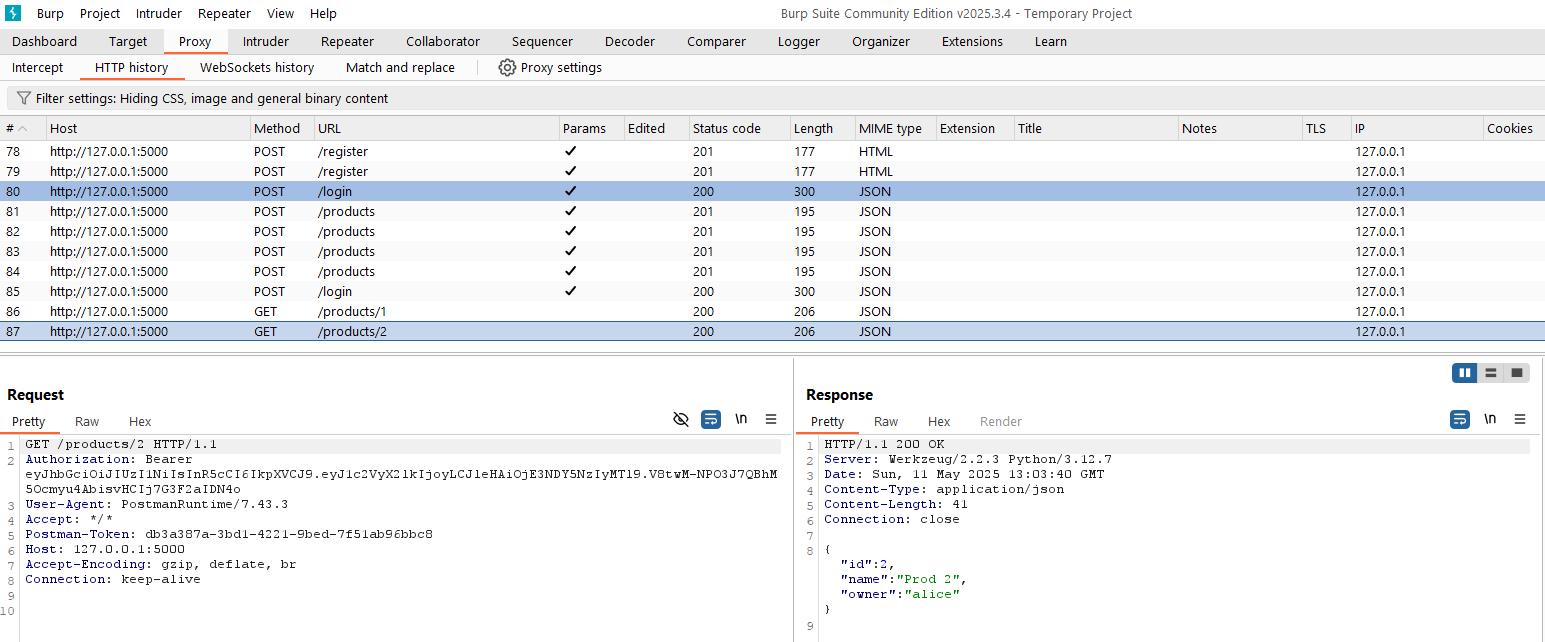 Burp Project Intruder Repeater View Help Burp Suite Community Edition v2025.3.4 - Temporary Project
Dashboard Target Proxy Intruder Repeater Collaborator Sequencer Decoder Comparer Logger Organizer Extensions Learn
Intercept HTTP history WebSockets history Match and replace Proxy settings
Filter settings: Hiding CSS, image and general binary content
# Host Method URL Params Edited Status code Length MIME type Extension Title Notes TLS IP Cookies
78 http://127.0.0.1:5000 POST /register ✓ 201 177 HTML 127.0.0.1
79 http://127.0.0.1:5000 POST /register ✓ 201 177 HTML 127.0.0.1
80 http://127.0.0.1:5000 POST /login ✓ 200 300 JSON 127.0.0.1
81 http://127.0.0.1:5000 POST /products ✓ 201 195 JSON 127.0.0.1
82 http://127.0.0.1:5000 POST /products ✓ 201 195 JSON 127.0.0.1
83 http://127.0.0.1:5000 POST /products ✓ 201 195 JSON 127.0.0.1
84 http://127.0.0.1:5000 POST /products ✓ 201 195 JSON 127.0.0.1
85 http://127.0.0.1:5000 POST /login ✓ 200 300 JSON 127.0.0.1
86 http://127.0.0.1:5000 GET /products/1 200 206 JSON 127.0.0.1
87 http://127.0.0.1:5000 GET /products/2 200 206 JSON 127.0.0.1
Request
Pretty Raw Hex \n
1 GET /products/2 HTTP/1.1
2 Authorization: Bearer
eyJhbGciOiJIUzI1NiIsInR5cCI6IkpXVCJ9.eyJ1c2VyX2lkIjoyLCJleHAiOjE3NDY5NzIyMTl9.V8twM-NPO3J7QBhM
5Ocmyu4AbisvHCIj7G3F2aIDN4o
3 User-Agent: PostmanRuntime/7.43.3
4 Accept: */*
5 Postman-Token: db3a387a-3bd1-4221-9bed-7f51ab96bbc8
6 Host: 127.0.0.1:5000
7 Accept-Encoding: gzip, deflate, br
8 Connection: keep-alive
9
10
Response
Pretty Raw Hex Render \n
1 HTTP/1.1 200 OK
2 Server: Werkzeug/2.2.3 Python/3.12.7
3 Date: Sun, 11 May 2025 13:03:40 GMT
4 Content-Type: application/json
5 Content-Length: 41
6 Connection: close
7
8 {
"id":2,
"name":"Prod 2",
"owner":"alice"
}
9